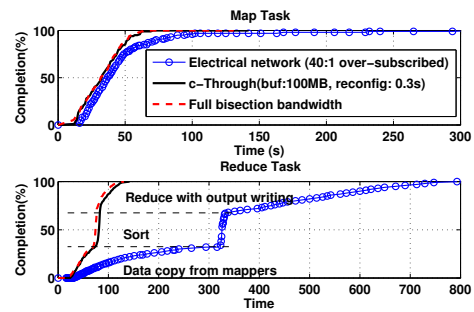 Map Task
Completion(%)
100
50
0
Electrical network (40:1 over-subscribed)
c-Through(buf:100MB, reconfig: 0.3s)
Full bisection bandwidth
0 50 100 150 200 250 300
Time (s)
Reduce Task
Completion(%)
100
50
0
Reduce with output writing
Sort
Data copy from mappers
0 100 200 300 400 500 600 700 800
Time